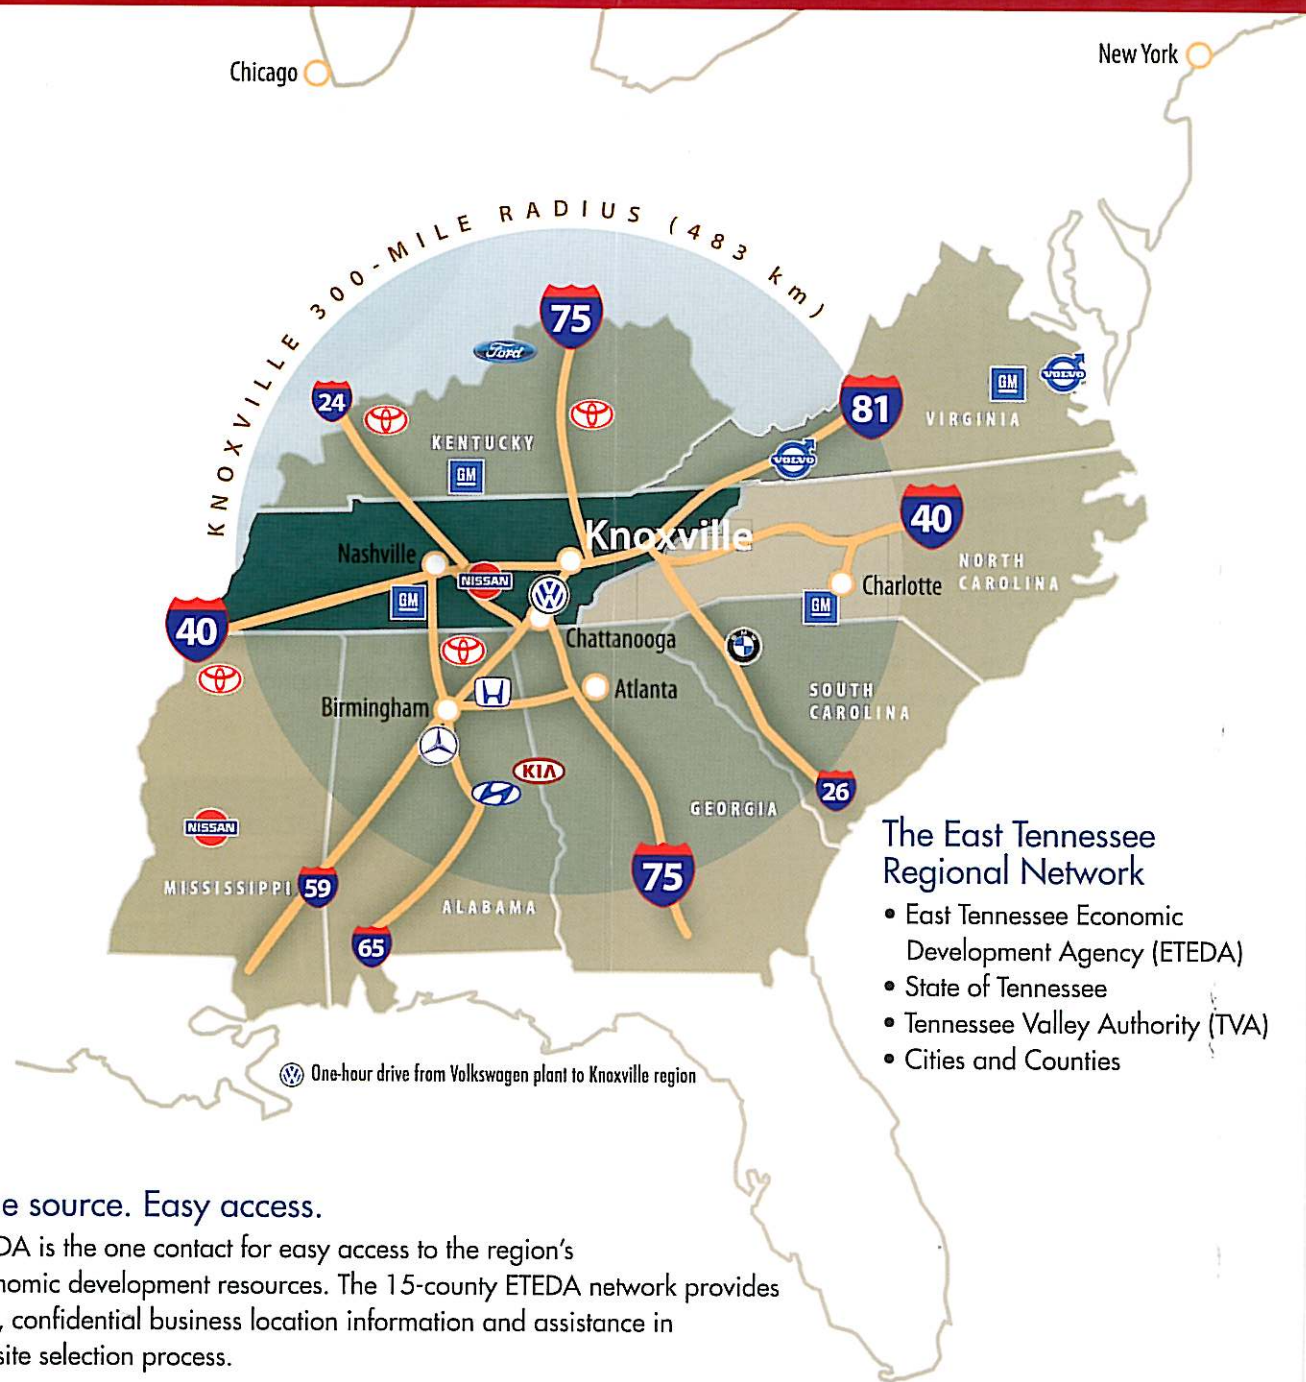 Chicago
New York
KNOXVILLE 300-MILE RADIUS (483 km)
75
Ford
24
81
GM
VOLVO
VIRGINIA
KENTUCKY
VOLVO
GM
40
Knoxville
Nashville
NISSAN
NORTH
CAROLINA
GM
Charlotte
GM
40
Chattanooga
BMW
Atlanta
SOUTH
CAROLINA
Birmingham
KIA
26
GEORGIA
NISSAN
75
MISSISSIPPI
59
ALABAMA
65
The East Tennessee
Regional Network
• East Tennessee Economic
Development Agency (ETEDA)
• State of Tennessee
• Tennessee Valley Authority (TVA)
• Cities and Counties
One-hour drive from Volkswagen plant to Knoxville region
e source. Easy access.
DA is the one contact for easy access to the region's
nomic development resources. The 15-county ETEDA network provides
, confidential business location information and assistance in
site selection process.